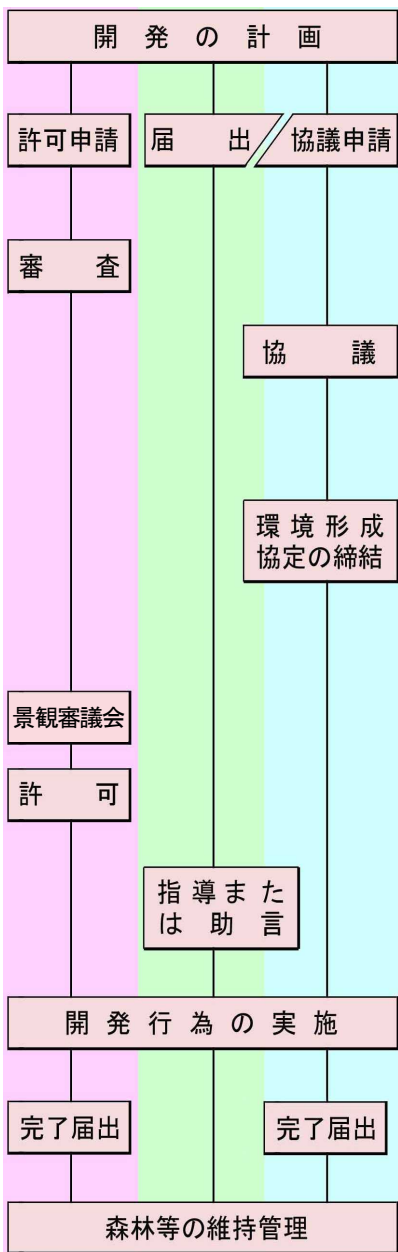 開発の計画
許可申請
届出
協議申請
審査
協議
環境形成
協定の締結
景観審議会
許可
指導また
は助言
開発行為の実施
完了届出
完了届出
森林等の維持管理